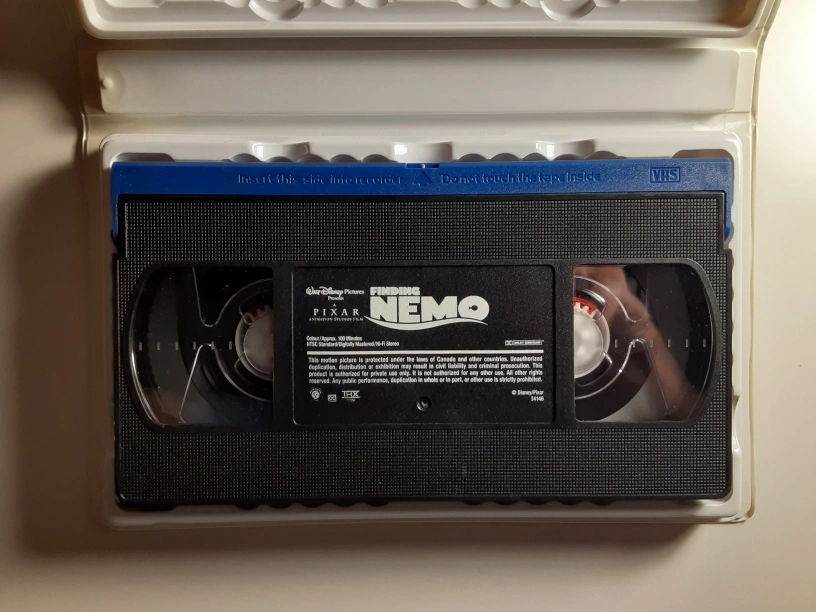 Insert this side into recorder Do not touch the tape inside VHS
Walt Disney Pictures
Presents
A
PIXAR
ANIMATION STUDIOS FILM
FINDING
NEMO
Colour/Approx. 100 Minutes
NTSC Standard/Digitally Mastered/Hi-Fi Stereo
DOLBY SURROUND
This motion picture is protected under the laws of Canada and other countries. Unauthorized
duplication, distribution or exhibition may result in civil liability and criminal prosecution. This
product is authorized for private use only. It is not authorized for any other use. All other rights
reserved. Any public performance, duplication in whole or in part, or other use is strictly prohibited.
THX
© Disney/Pixar
34146